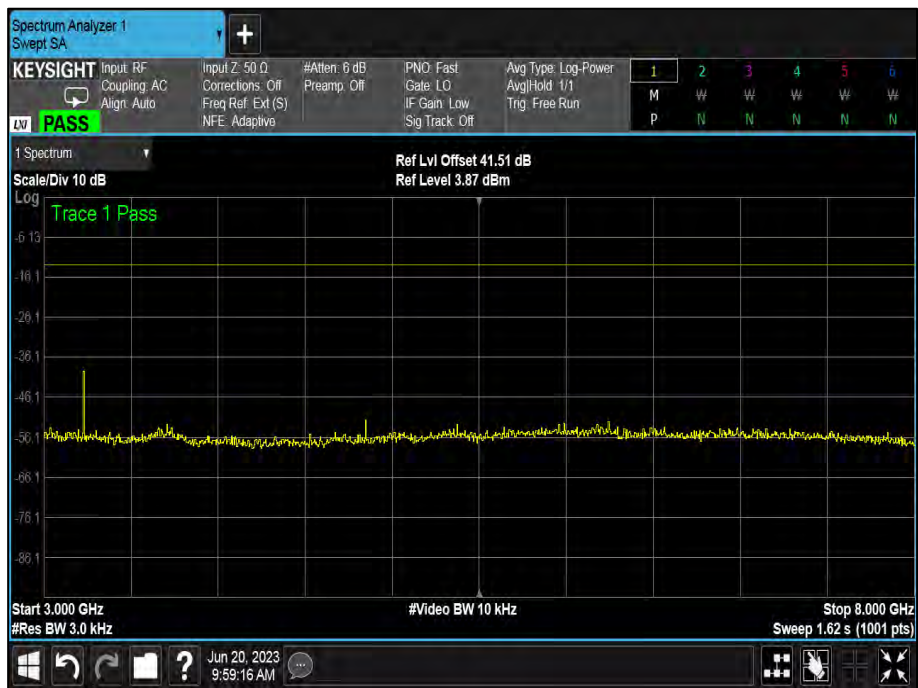 Spectrum Analyzer 1
Swept SA
+
KEYSIGHT
LXI PASS
Input: RF
Coupling: AC
Align: Auto
Input Z: 50 Ω
Corrections: Off
Freq Ref: Ext (S)
NFE: Adaptive
#Atten: 6 dB
Preamp: Off
PNO: Fast
Gate: LO
IF Gain: Low
Sig Track: Off
Avg Type: Log-Power
Avg|Hold: 1/1
Trig: Free Run
1 2 3 4 5 6
M W W W W W
P N N N N N
1 Spectrum
Scale/Div 10 dB
Ref Lvl Offset 41.51 dB
Ref Level 3.87 dBm
Log
Trace 1 Pass
-6.13
-16.1
-26.1
-36.1
-46.1
-56.1
-66.1
-76.1
-86.1
Start 3.000 GHz
#Res BW 3.0 kHz
#Video BW 10 kHz
Stop 8.000 GHz
Sweep 1.62 s (1001 pts)
?
Jun 20, 2023
9:59:16 AM